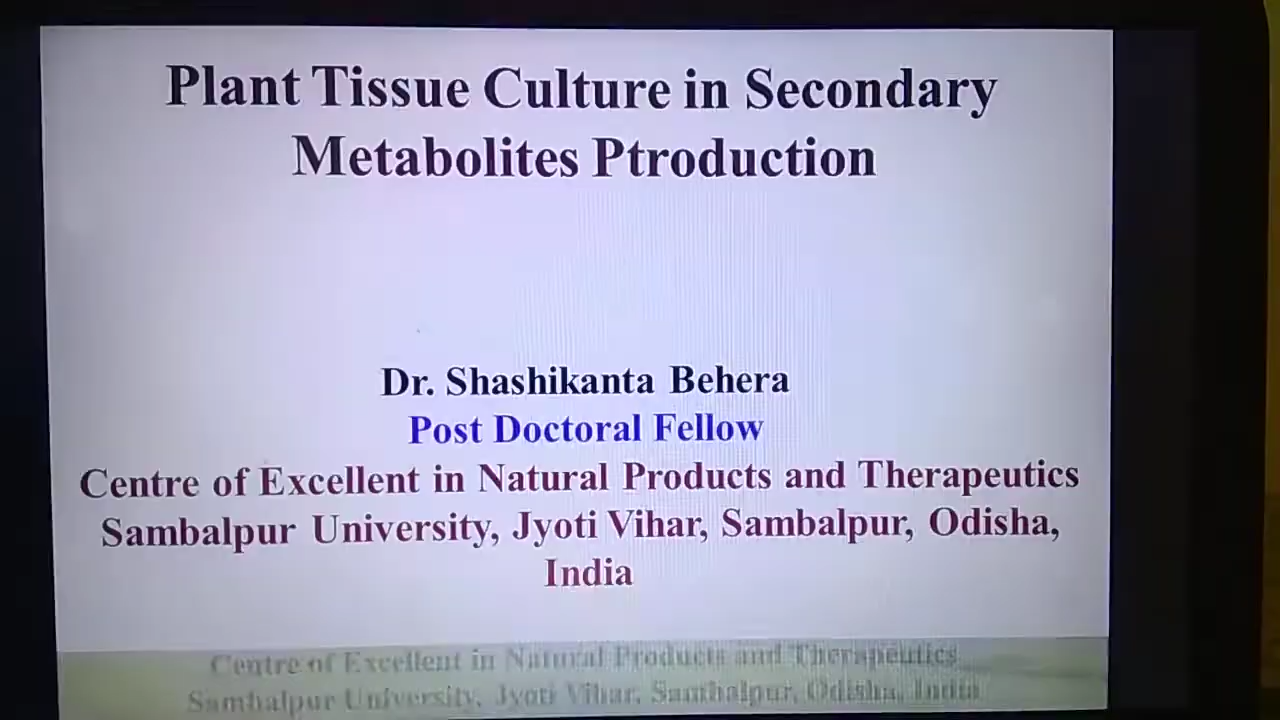 Plant Tissue Culture in Secondary
Metabolites Ptroduction
Dr. Shashikanta Behera
Post Doctoral Fellow
Centre of Excellent in Natural Products and Therapeutics
Sambalpur University, Jyoti Vihar, Sambalpur, Odisha,
India
Centre of Excellent in Natural Products and Therapeutics
Sambalpur University, Jyoti Vihar, Sambalpur, Odisha, India